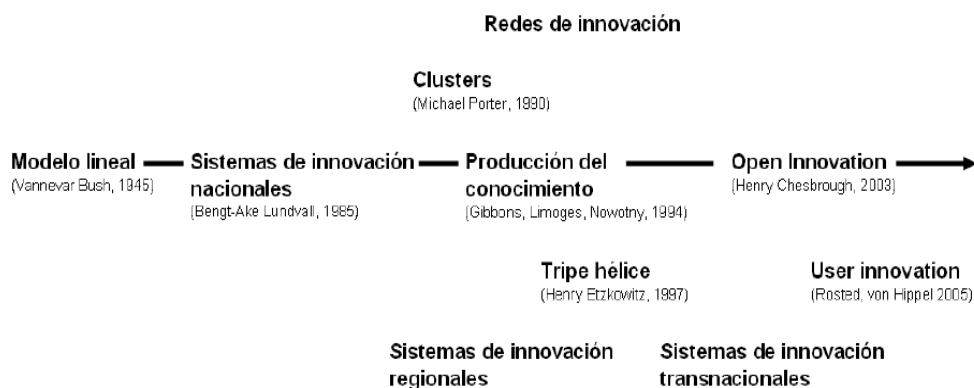 Redes de innovación
Clusters
(Michael Porter, 1990)
Modelo lineal
(Vannevar Bush, 1945)
Sistemas de innovación
nacionales
(Bengt-Ake Lundvall, 1985)
Producción del
conocimiento
(Gibbons, Limoges, Nowotny, 1994)
Open Innovation
(Henry Chesbrough, 2003)
Tripe hélice
(Henry Etzkowitz, 1997)
User innovation
(Rosted, von Hippel 2005)
Sistemas de innovación
regionales
Sistemas de innovación
transnacionales